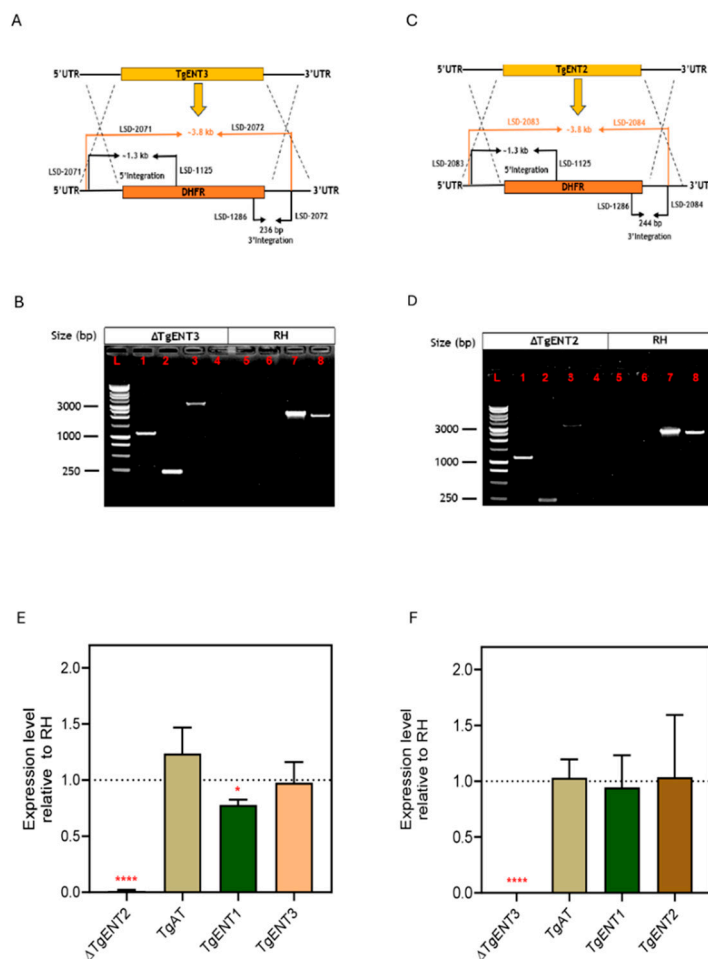 A
5'UTR TgENT3 3'UTR
LSD-2071 ~3.8 kb LSD-2072
LSD-2071 ~1.3 kb LSD-1125
5'Integration
5'UTR DHFR 3'UTR
LSD-1286 236 bp LSD-2072
3'Integration
C
5'UTR TgENT2 3'UTR
LSD-2083 ~3.8 kb LSD-2084
LSD-2083 ~1.3 kb LSD-1125
5'Integration
5'UTR DHFR 3'UTR
LSD-1286 244 bp LSD-2084
3'Integration
B
Size (bp) ΔTgENT3 RH
L 1 2 3 4 5 6 7 8
3000
1000
250
D
Size (bp) ΔTgENT2 RH
L 1 2 3 4 5 6 7 8
3000
1000
250
E
Expression level
relative to RH
2.0
1.5
1.0
0.5
0.0
****
*
ΔTgENT2 TgAT TgENT1 TgENT3
F
Expression level
relative to RH
2.0
1.5
1.0
0.5
0.0
****
ΔTgENT3 TgAT TgENT1 TgENT2